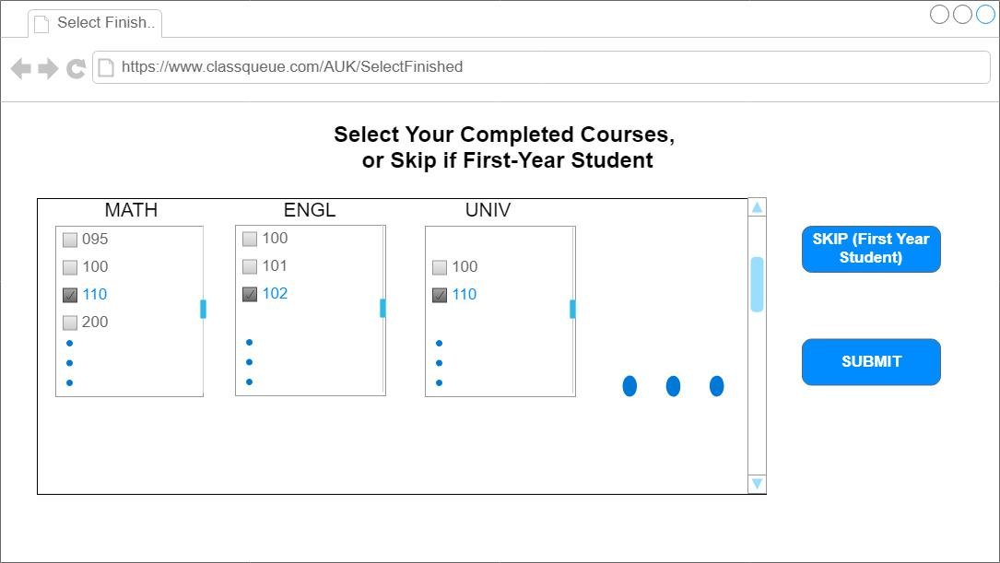 Select Finish..
https://www.classqueue.com/AUK/SelectFinished
Select Your Completed Courses,
or Skip if First-Year Student
MATH
095
100
110
200
ENGL
100
101
102
UNIV
100
110
SKIP (First Year
Student)
SUBMIT